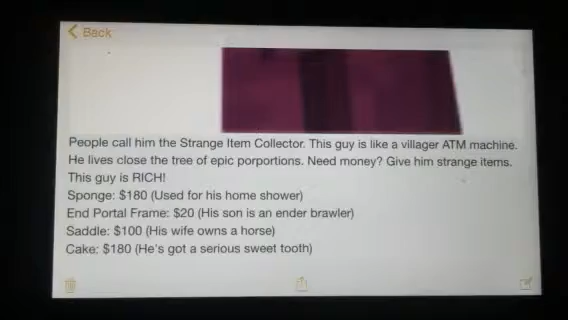 Back
People call him the Strange Item Collector. This guy is like a villager ATM machine.
He lives close the tree of epic porportions. Need money? Give him strange items.
This guy is RICH!
Sponge: $180 (Used for his home shower)
End Portal Frame: $20 (His son is an ender brawler)
Saddle: $100 (His wife owns a horse)
Cake: $180 (He's got a serious sweet tooth)